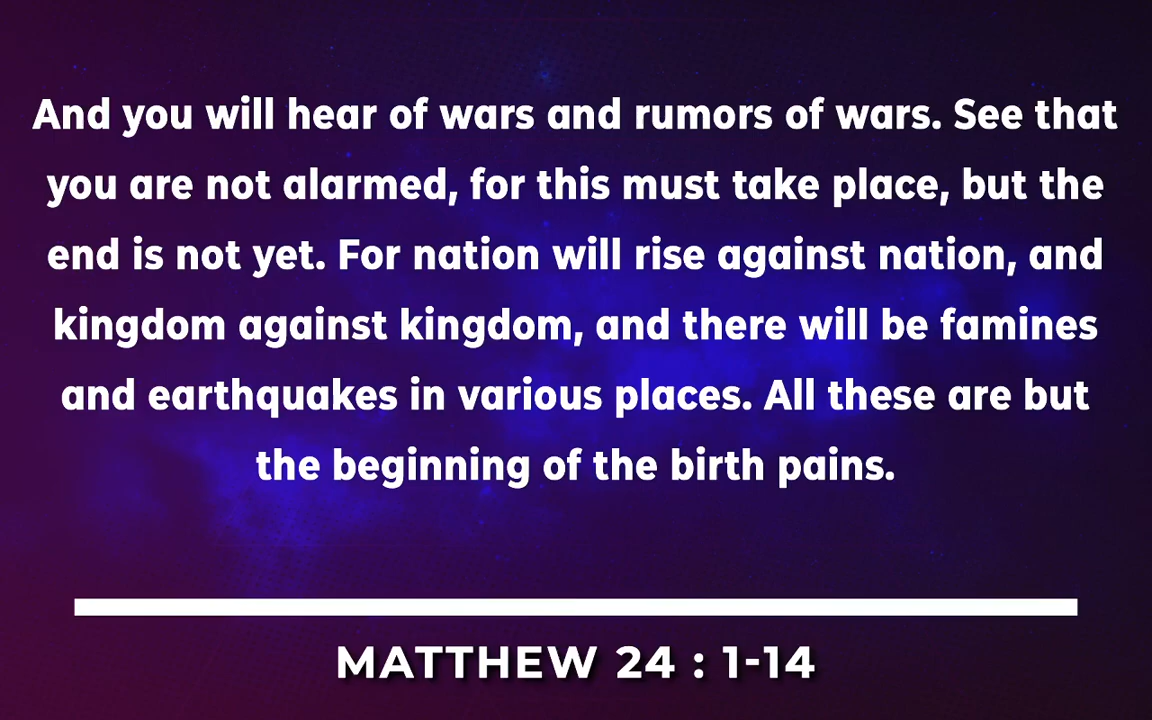 And you will hear of wars and rumors of wars. See that
you are not alarmed, for this must take place, but the
end is not yet. For nation will rise against nation, and
kingdom against kingdom, and there will be famines
and earthquakes in various places. All these are but
the beginning of the birth pains.
MATTHEW 24 : 1-14